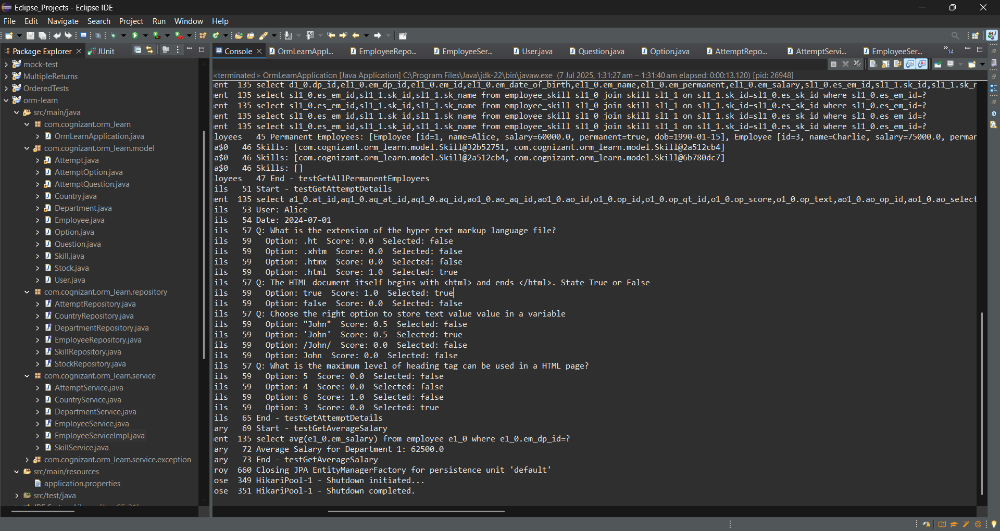 Eclipse_Projects - Eclipse IDE
File Edit Navigate Search Project Run Window Help
Package Explorer JUnit
Console OrmLearnAppl... EmployeeRepo... EmployeeSer... User.java Question.java Option.java AttemptRepo... AttemptServi... EmployeeSer... 14
<terminated> OrmLearnApplication [Java Application] C:\Program Files\Java\jdk-22\bin\javaw.exe (7 Jul 2025, 1:31:27 am – 1:31:40 am elapsed: 0:00:13.120) [pid: 26948]
mock-test
MultipleReturns
OrderedTests
orm-learn
src/main/java
com.cognizant.orm_learn
OrmLearnApplication.java
com.cognizant.orm_learn.model
Attempt.java
AttemptOption.java
AttemptQuestion.java
Country.java
Department.java
Employee.java
Option.java
Question.java
Skill.java
Stock.java
User.java
com.cognizant.orm_learn.repository
AttemptRepository.java
CountryRepository.java
DepartmentRepository.java
EmployeeRepository.java
SkillRepository.java
StockRepository.java
com.cognizant.orm_learn.service
AttemptService.java
CountryService.java
DepartmentService.java
EmployeeService.java
EmployeeServiceImpl.java
SkillService.java
com.cognizant.orm_learn.service.exception
src/main/resources
application.properties
src/test/java
ent 135 select d1_0.dp_id,el1_0.em_dp_id,el1_0.em_id,el1_0.em_date_of_birth,el1_0.em_name,el1_0.em_permanent,el1_0.em_salary,sl1_0.es_em_id,sl1_1.sk_id,sl1_1.sk_r
ent 135 select sl1_0.es_em_id,sl1_1.sk_id,sl1_1.sk_name from employee_skill sl1_0 join skill sl1_1 on sl1_1.sk_id=sl1_0.es_sk_id where sl1_0.es_em_id=?
ent 135 select sl1_0.es_em_id,sl1_1.sk_id,sl1_1.sk_name from employee_skill sl1_0 join skill sl1_1 on sl1_1.sk_id=sl1_0.es_sk_id where sl1_0.es_em_id=?
ent 135 select sl1_0.es_em_id,sl1_1.sk_id,sl1_1.sk_name from employee_skill sl1_0 join skill sl1_1 on sl1_1.sk_id=sl1_0.es_sk_id where sl1_0.es_em_id=?
ent 135 select sl1_0.es_em_id,sl1_1.sk_id,sl1_1.sk_name from employee_skill sl1_0 join skill sl1_1 on sl1_1.sk_id=sl1_0.es_sk_id where sl1_0.es_em_id=?
loyees 45 Permanent Employees: [Employee [id=1, name=Alice, salary=60000.0, permanent=true, dob=1990-01-15], Employee [id=3, name=Charlie, salary=75000.0, permar
a$0 46 Skills: [com.cognizant.orm_learn.model.Skill@32b52751, com.cognizant.orm_learn.model.Skill@2a512cb4]
a$0 46 Skills: [com.cognizant.orm_learn.model.Skill@2a512cb4, com.cognizant.orm_learn.model.Skill@6b780dc7]
a$0 46 Skills: []
loyees 47 End - testGetAllPermanentEmployees
ils 51 Start - testGetAttemptDetails
ent 135 select a1_0.at_id,aq1_0.aq_at_id,aq1_0.aq_id,ao1_0.ao_aq_id,ao1_0.ao_id,o1_0.op_id,o1_0.op_qt_id,o1_0.op_score,o1_0.op_text,ao1_0.ao_op_id,ao1_0.ao_select
ils 53 User: Alice
ils 54 Date: 2024-07-01
ils 57 Q: What is the extension of the hyper text markup language file?
ils 59 Option: .ht Score: 0.0 Selected: false
ils 59 Option: .xhtm Score: 0.0 Selected: false
ils 59 Option: .htmx Score: 0.0 Selected: false
ils 59 Option: .html Score: 1.0 Selected: true
ils 57 Q: The HTML document itself begins with <html> and ends </html>. State True or False
ils 59 Option: true Score: 1.0 Selected: true
ils 59 Option: false Score: 0.0 Selected: false
ils 57 Q: Choose the right option to store text value value in a variable
ils 59 Option: "John" Score: 0.5 Selected: false
ils 59 Option: 'John' Score: 0.5 Selected: true
ils 59 Option: /John/ Score: 0.0 Selected: false
ils 59 Option: John Score: 0.0 Selected: false
ils 57 Q: What is the maximum level of heading tag can be used in a HTML page?
ils 59 Option: 5 Score: 0.0 Selected: false
ils 59 Option: 4 Score: 0.0 Selected: false
ils 59 Option: 6 Score: 1.0 Selected: false
ils 59 Option: 3 Score: 0.0 Selected: true
ils 65 End - testGetAttemptDetails
ary 69 Start - testGetAverageSalary
ent 135 select avg(e1_0.em_salary) from employee e1_0 where e1_0.em_dp_id=?
ary 72 Average Salary for Department 1: 62500.0
ary 73 End - testGetAverageSalary
roy 660 Closing JPA EntityManagerFactory for persistence unit 'default'
ose 349 HikariPool-1 - Shutdown initiated...
ose 351 HikariPool-1 - Shutdown completed.